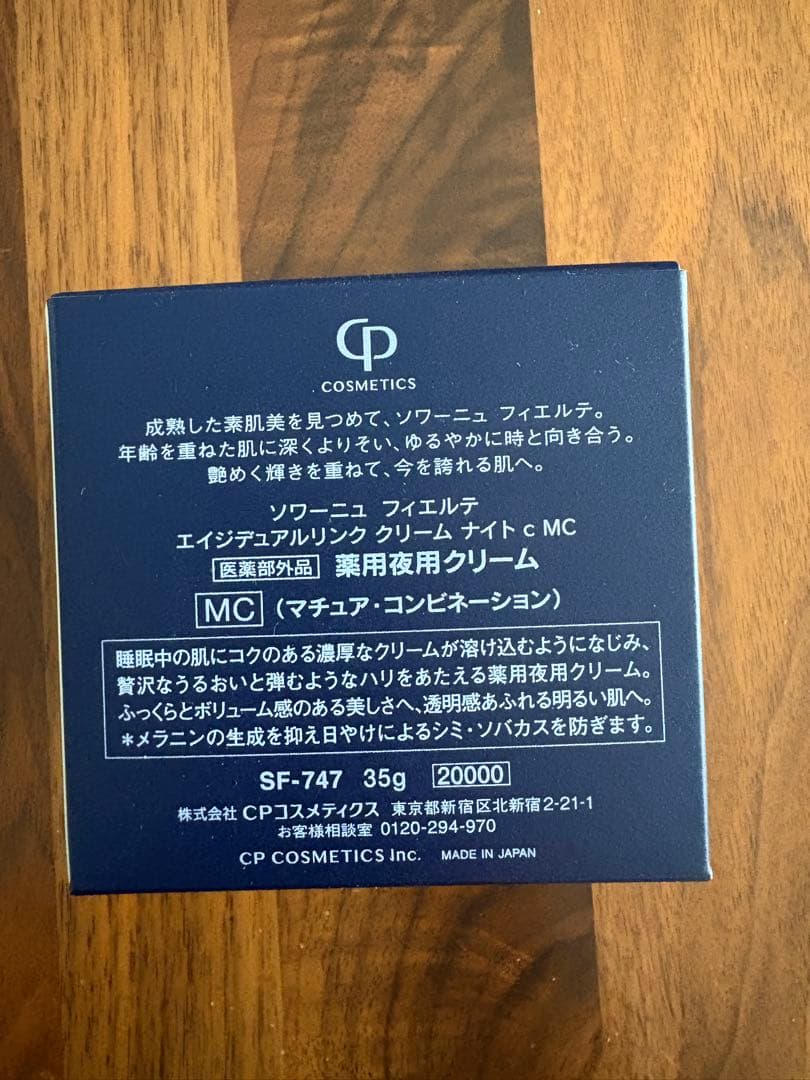 CP
COSMETICS
成熟した素肌美を見つめて、ソワーニュ フィエルテ。
年齢を重ねた肌に深くよりそい、ゆるやかに時と向き合う。
艶めく輝きを重ねて、今を誇れる肌へ。
ソワーニュ フィエルテ
エイジデュアルリンク クリーム ナイト c MC
医薬部外品 薬用夜用クリーム
MC (マチュア・コンビネーション)
睡眠中の肌にコクのある濃厚なクリームが溶け込むようになじみ、
贅沢なうるおいと弾むようなハリをあたえる薬用夜用クリーム。
ふっくらとボリューム感のある美しさへ、透明感あふれる明るい肌へ。
*メラニンの生成を抑え日やけによるシミ・ソバカスを防ぎます。
SF-747 35g 20000
株式会社 CPコスメティクス 東京都新宿区北新宿2-21-1
お客様相談室 0120-294-970
CP COSMETICS Inc. MADE IN JAPAN